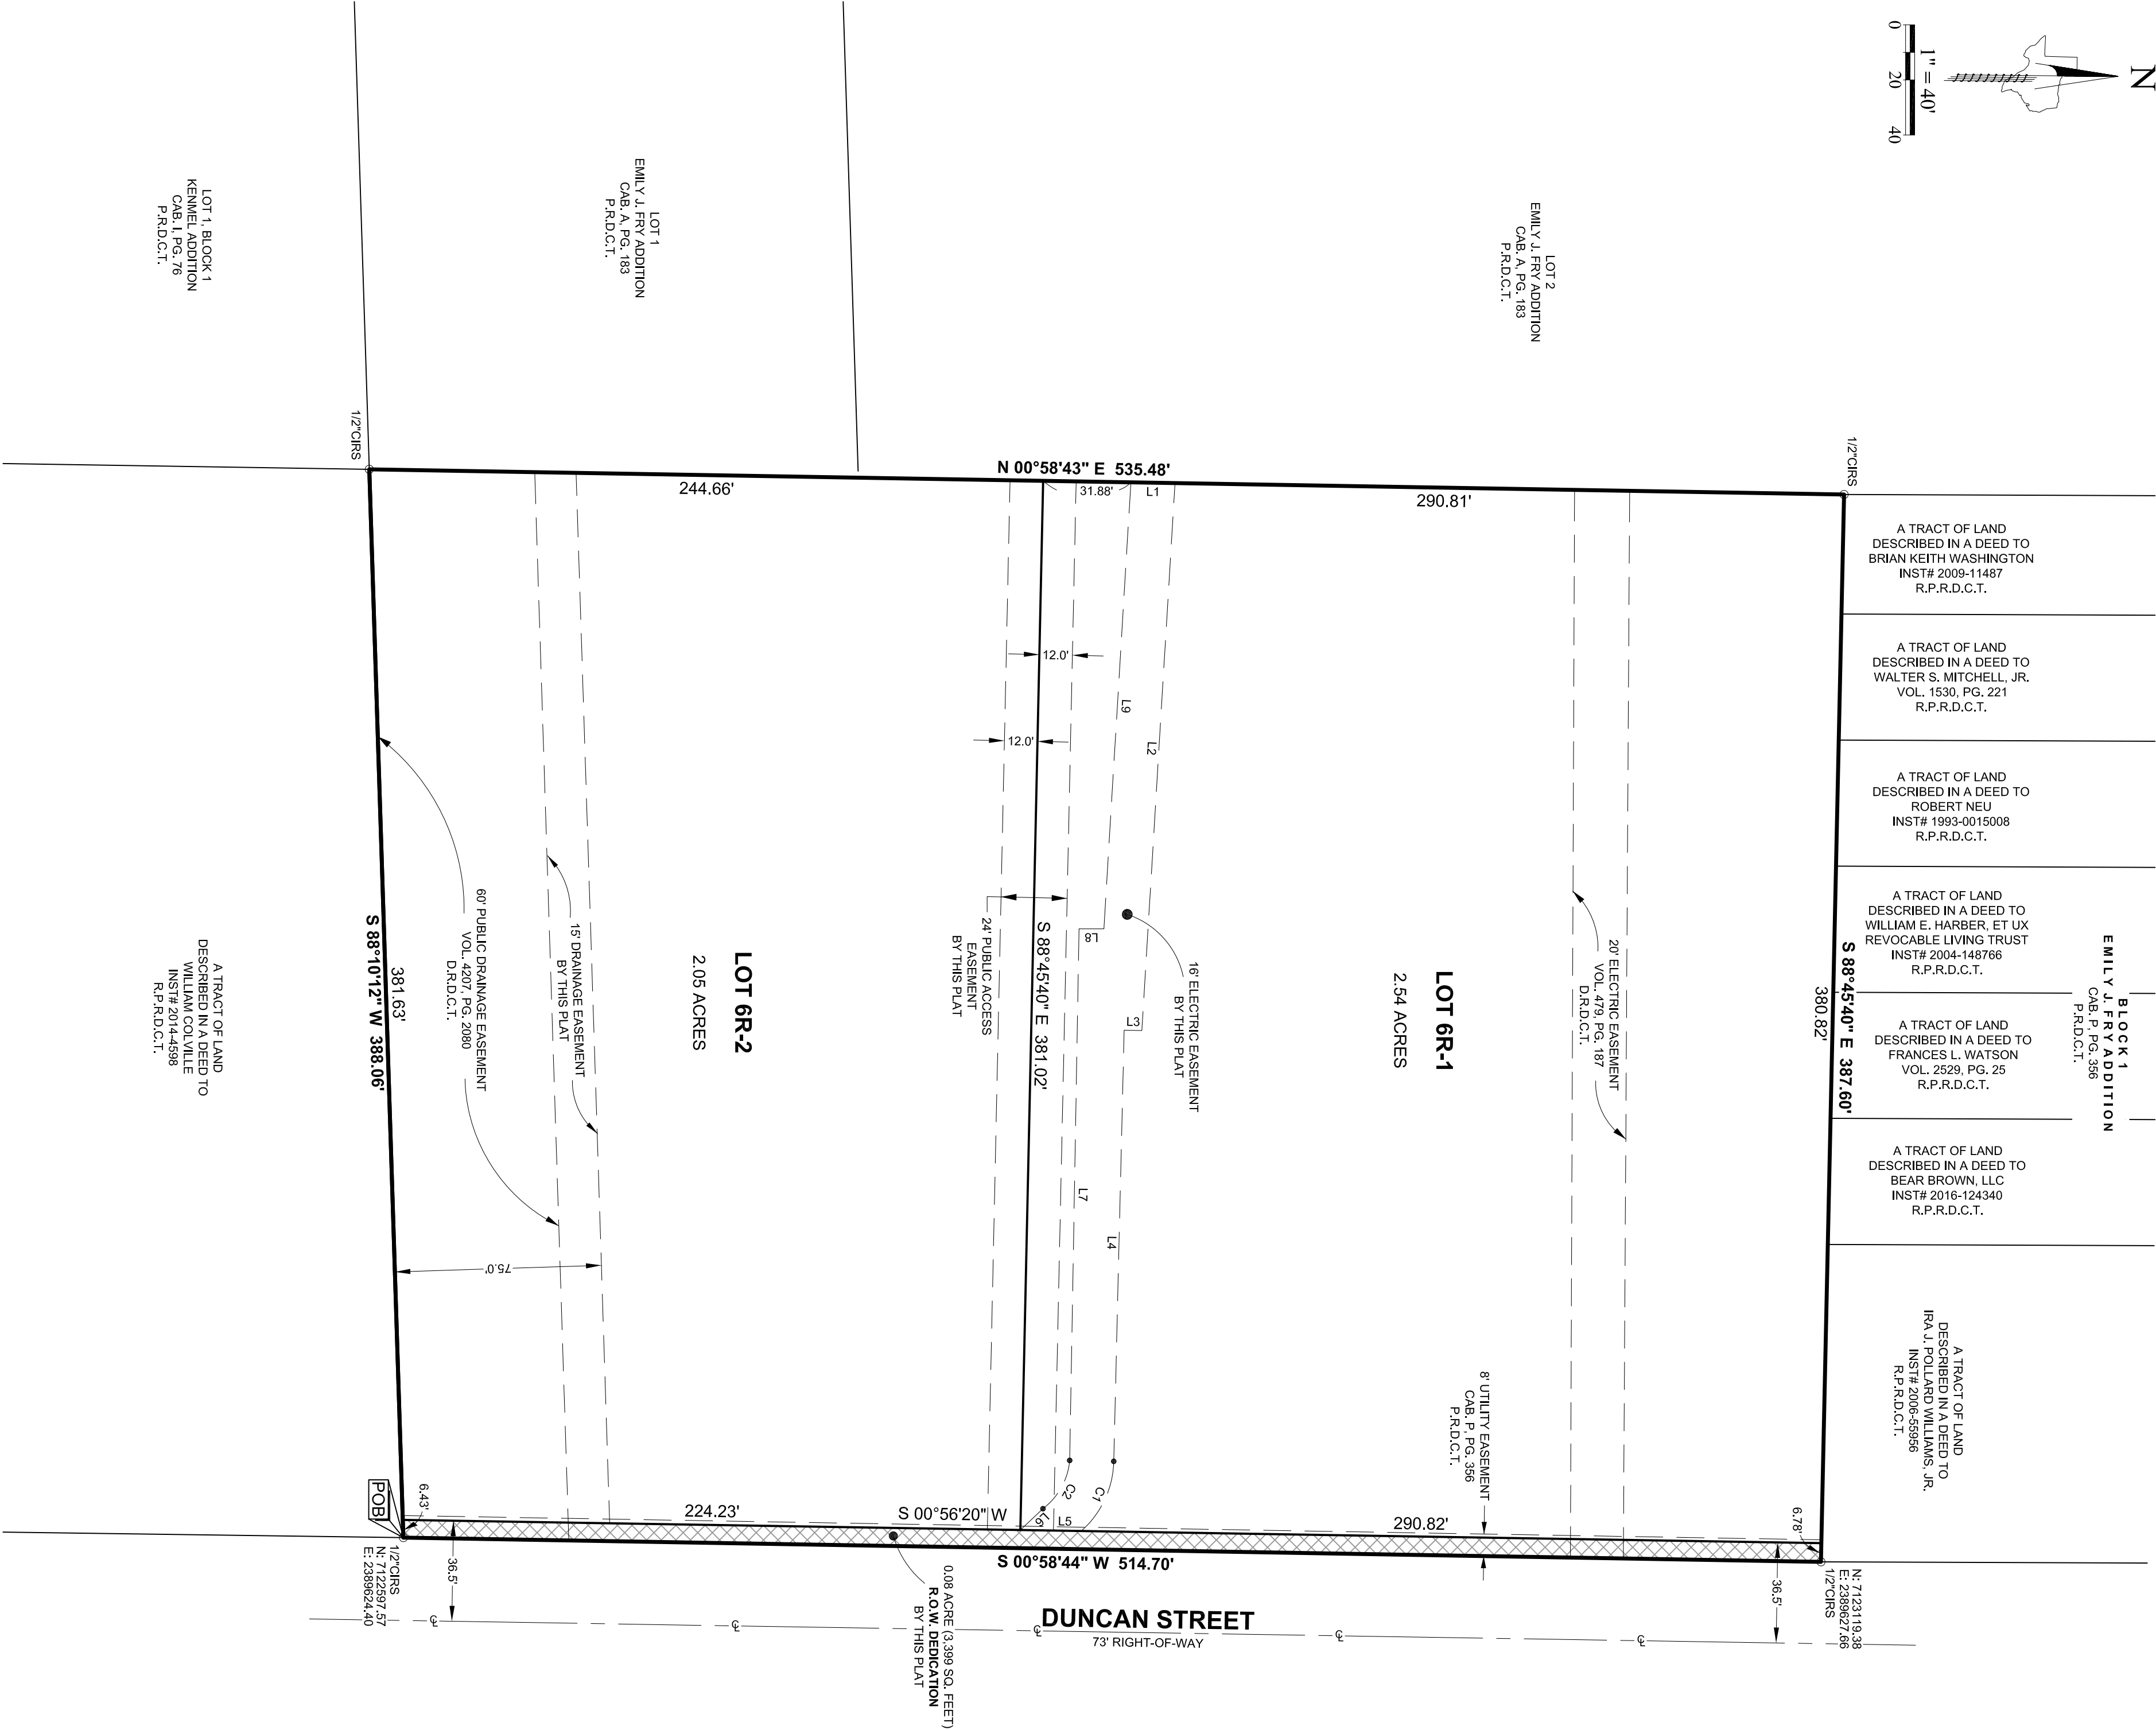 N
1" = 40'
0
20
40
LOT 1, BLOCK 1
KENMEL ADDITION
CAB. I, PG. 76
P.R.D.C.T.
LOT 1
EMILY J. FRY ADDITION
CAB. A, PG. 183
P.R.D.C.T.
LOT 2
EMILY J. FRY ADDITION
CAB. A, PG. 183
P.R.D.C.T.
1/2"CIRS
1/2"CIRS
N 00°58'43" E 535.48'
244.66'
31.88'
L1
290.81'
A TRACT OF LAND
DESCRIBED IN A DEED TO
BRIAN KEITH WASHINGTON
INST# 2009-11487
R.P.R.D.C.T.
A TRACT OF LAND
DESCRIBED IN A DEED TO
WALTER S. MITCHELL, JR.
VOL. 1530, PG. 221
R.P.R.D.C.T.
A TRACT OF LAND
DESCRIBED IN A DEED TO
ROBERT NEU
INST# 1993-0015008
R.P.R.D.C.T.
A TRACT OF LAND
DESCRIBED IN A DEED TO
WILLIAM E. HARBER, ET UX
REVOCABLE LIVING TRUST
INST# 2004-148766
R.P.R.D.C.T.
A TRACT OF LAND
DESCRIBED IN A DEED TO
FRANCES L. WATSON
VOL. 2529, PG. 25
R.P.R.D.C.T.
A TRACT OF LAND
DESCRIBED IN A DEED TO
BEAR BROWN, LLC
INST# 2016-124340
R.P.R.D.C.T.
A TRACT OF LAND
DESCRIBED IN A DEED TO
IRA J. POLLARD WILLIAMS, JR.
INST# 2006-55956
R.P.R.D.C.T.
BLOCK 1
EMILY J. FRY ADDITION
CAB. P, PG. 356
P.R.D.C.T.
S 88°45'40" E 387.60'
380.82'
12.0'
12.0'
L9
L2
L8
L3
L7
L4
20' ELECTRIC EASEMENT
VOL. 479, PG. 187
D.R.D.C.T.
LOT 6R-1
2.54 ACRES
16' ELECTRIC EASEMENT
BY THIS PLAT
S 88°45'40" E 381.02'
24' PUBLIC ACCESS
EASEMENT
BY THIS PLAT
LOT 6R-2
2.05 ACRES
15' DRAINAGE EASEMENT
BY THIS PLAT
60' PUBLIC DRAINAGE EASEMENT
VOL. 4207, PG. 2080
D.R.D.C.T.
75.0'
381.63'
S 88°10'12" W 388.06'
A TRACT OF LAND
DESCRIBED IN A DEED TO
WILLIAM COLVILLE
INST# 2014-4598
R.P.R.D.C.T.
8' UTILITY EASEMENT
CAB. P, PG. 356
P.R.D.C.T.
C1
C2
L6
L5
6.43'
POB
224.23'
S 00°56'20" W
290.82'
6.78'
S 00°58'44" W 514.70'
1/2"CIRS
N: 7122597.57
E: 2389624.40
36.5'
36.5'
N: 7123119.38
E: 2389627.66
1/2"CIRS
0.08 ACRE (3,399 SQ. FEET)
R.O.W. DEDICATION
BY THIS PLAT
DUNCAN STREET
73' RIGHT-OF-WAY
℄
℄
℄
℄
℄